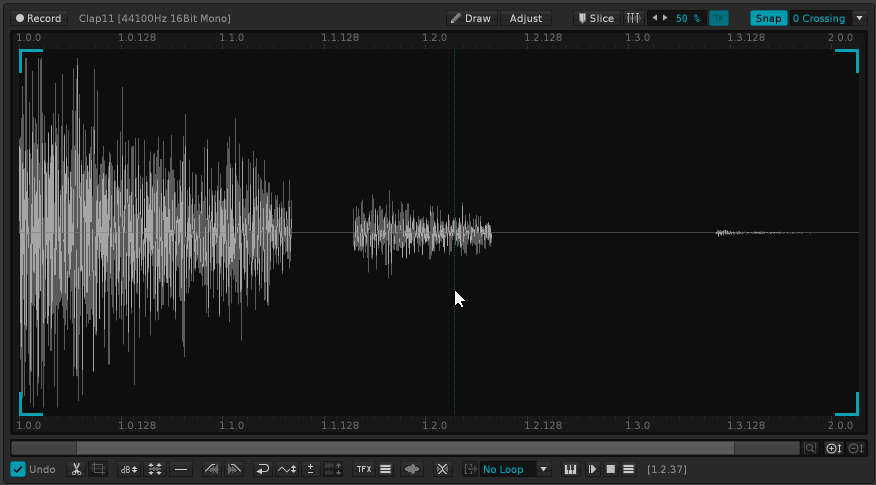 Record Clap11 [44100Hz 16Bit Mono] Draw Adjust Slice 50 % Snap 0 Crossing
1.0.0 1.0.128 1.1.0 1.1.128 1.2.0 1.2.128 1.3.0 1.3.128 2.0.0
1.0.0 1.0.128 1.1.0 1.1.128 1.2.0 1.2.128 1.3.0 1.3.128 2.0.0
Undo dB TFX No Loop [1.2.37]